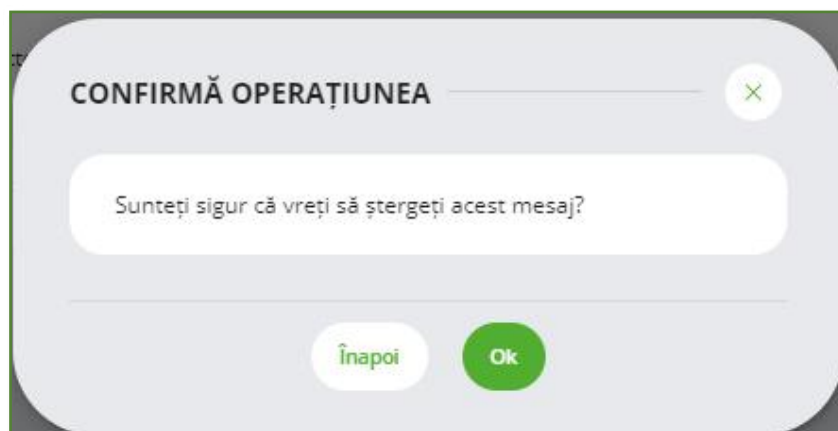 CONFIRMĂ OPERAȚIUNEA
Sunteți sigur că vreți să ștergeți acest mesaj?
Înapoi
Ok